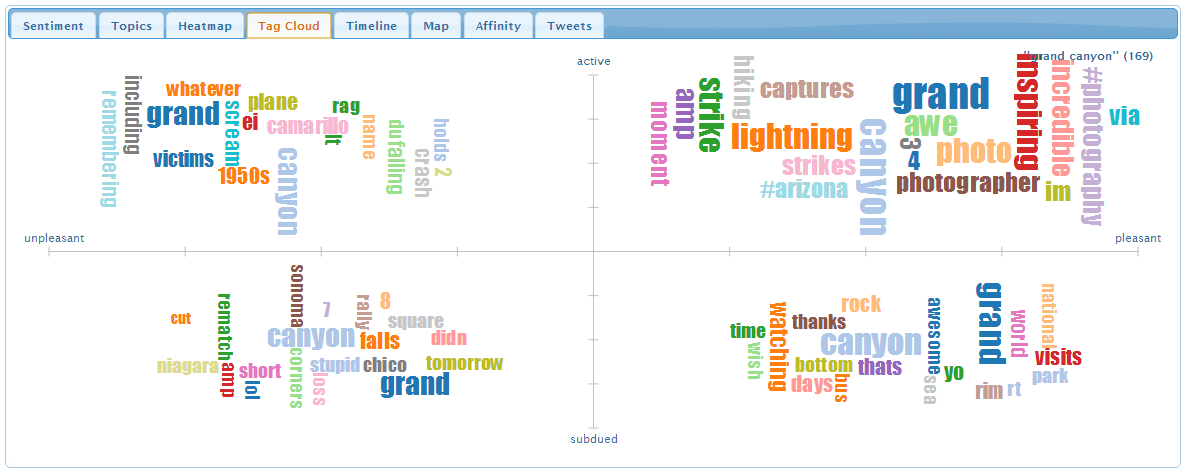 Sentiment Topics Heatmap Tag Cloud Timeline Map Affinity Tweets
"grand canyon" (169)
active
unpleasant
pleasant
subdued
remembering
including
whatever
grand
scream
plane
ei
camarillo
rag
lit
name
victims
1950s
canyon
dufalling
crash
holds
2
moment
amp
strike
hiking
captures
lightning
strikes
#arizona
canyon
grand
awe
3
4
photo
photographer
inspiring
incredible
im
#photography
via
cut
niagara
rematch
amp
short
lol
sonoma
7
canyon
corners
stupid
loss
rally
8
square
falls
chico
grand
didn
tomorrow
time
wish
watching
thanks
rock
canyon
bottom
days
bus
thats
awesome
sea
yo
grand
world
national
visits
park
rim
rt